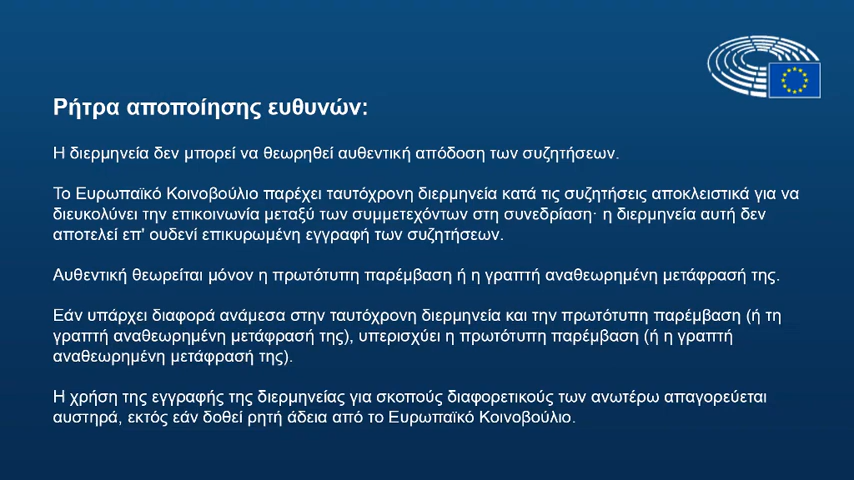 Ρήτρα αποποίησης ευθυνών:
Η διερμηνεία δεν μπορεί να θεωρηθεί αυθεντική απόδοση των συζητήσεων.
Το Ευρωπαϊκό Κοινοβούλιο παρέχει ταυτόχρονη διερμηνεία κατά τις συζητήσεις αποκλειστικά για να
διευκολύνει την επικοινωνία μεταξύ των συμμετεχόντων στη συνεδρίαση· η διερμηνεία αυτή δεν
αποτελεί επ' ουδενί επικυρωμένη εγγραφή των συζητήσεων.
Αυθεντική θεωρείται μόνον η πρωτότυπη παρέμβαση ή η γραπτή αναθεωρημένη μετάφρασή της.
Εάν υπάρχει διαφορά ανάμεσα στην ταυτόχρονη διερμηνεία και την πρωτότυπη παρέμβαση (ή τη
γραπτή αναθεωρημένη μετάφρασή της), υπερισχύει η πρωτότυπη παρέμβαση (ή η γραπτή
αναθεωρημένη μετάφρασή της).
Η χρήση της εγγραφής της διερμηνείας για σκοπούς διαφορετικούς των ανωτέρω απαγορεύεται
αυστηρά, εκτός εάν δοθεί ρητή άδεια από το Ευρωπαϊκό Κοινοβούλιο.